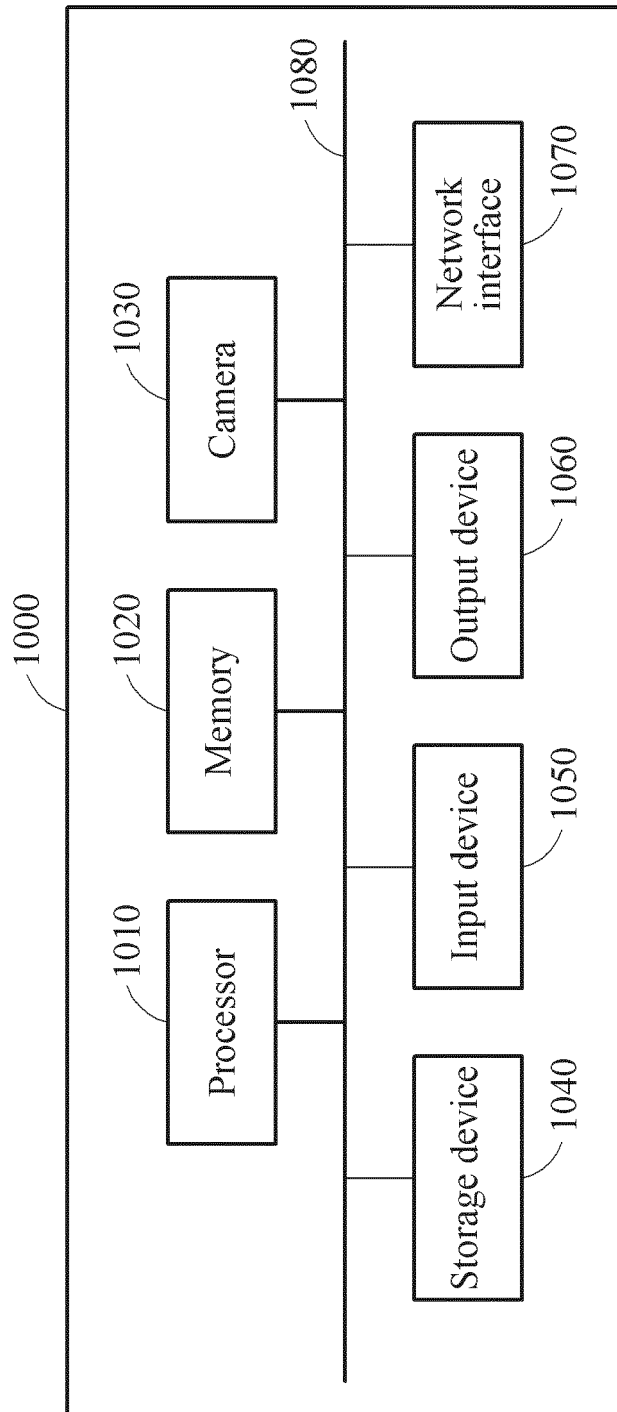 1000
1010
1020
1030
Processor
Memory
Camera
1080
Storage device
Input device
Output device
Network
interface
1040
1050
1060
1070